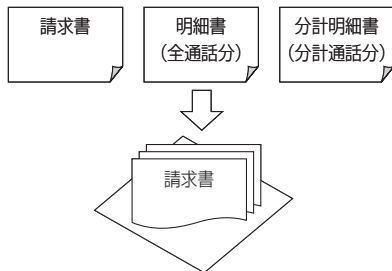 請求書
明細書
（全通話分）
分計明細書
（分計通話分）
請求書